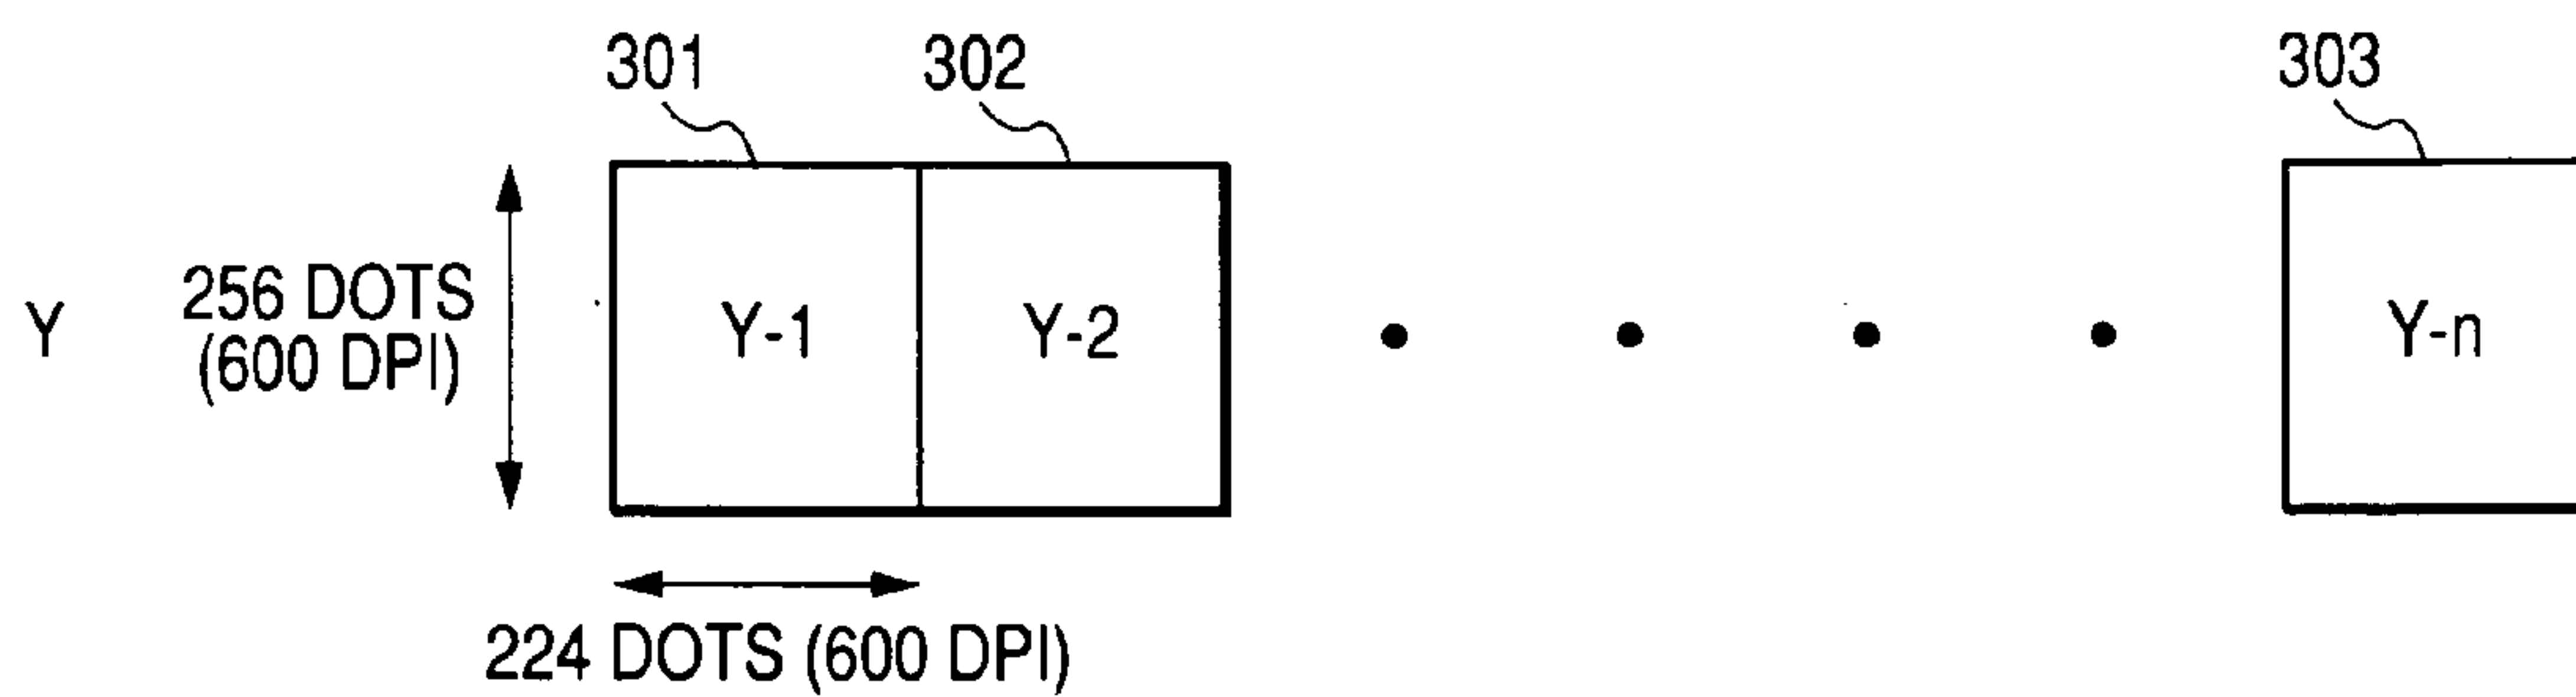 301
302
303
Y
256 DOTS
(600 DPI)
Y-1
Y-2
Y-n
224 DOTS (600 DPI)